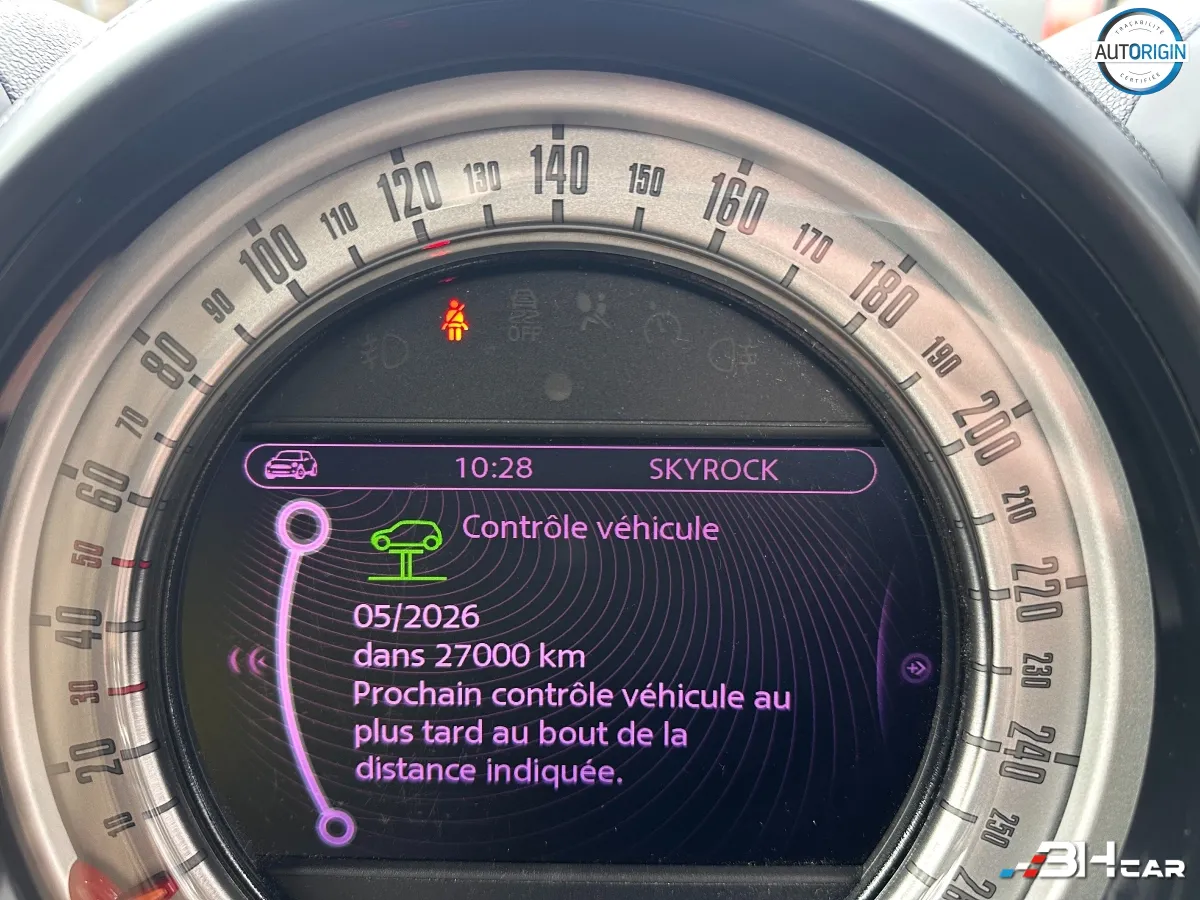 TRACABILITÉ
AUTORIGIN
CERTIFIÉE
10
20
30
40
50
60
70
80
90
100
110
120
130
140
150
160
170
180
190
200
210
220
230
240
250
OFF
10:28 SKYROCK
Contrôle véhicule
05/2026
dans 27000 km
Prochain contrôle véhicule au
plus tard au bout de la
distance indiquée.
BHCAR